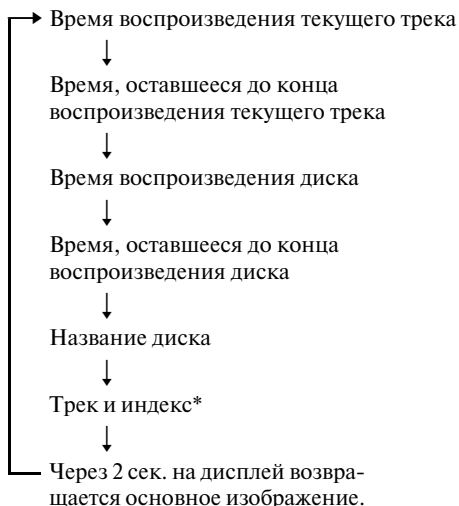 Время воспроизведения текущего трека
Время, оставшееся до конца
воспроизведения текущего трека
Время воспроизведения диска
Время, оставшееся до конца
воспроизведения диска
Название диска
Трек и индекс*
Через 2 сек. на дисплей возвра-
щается основное изображение.